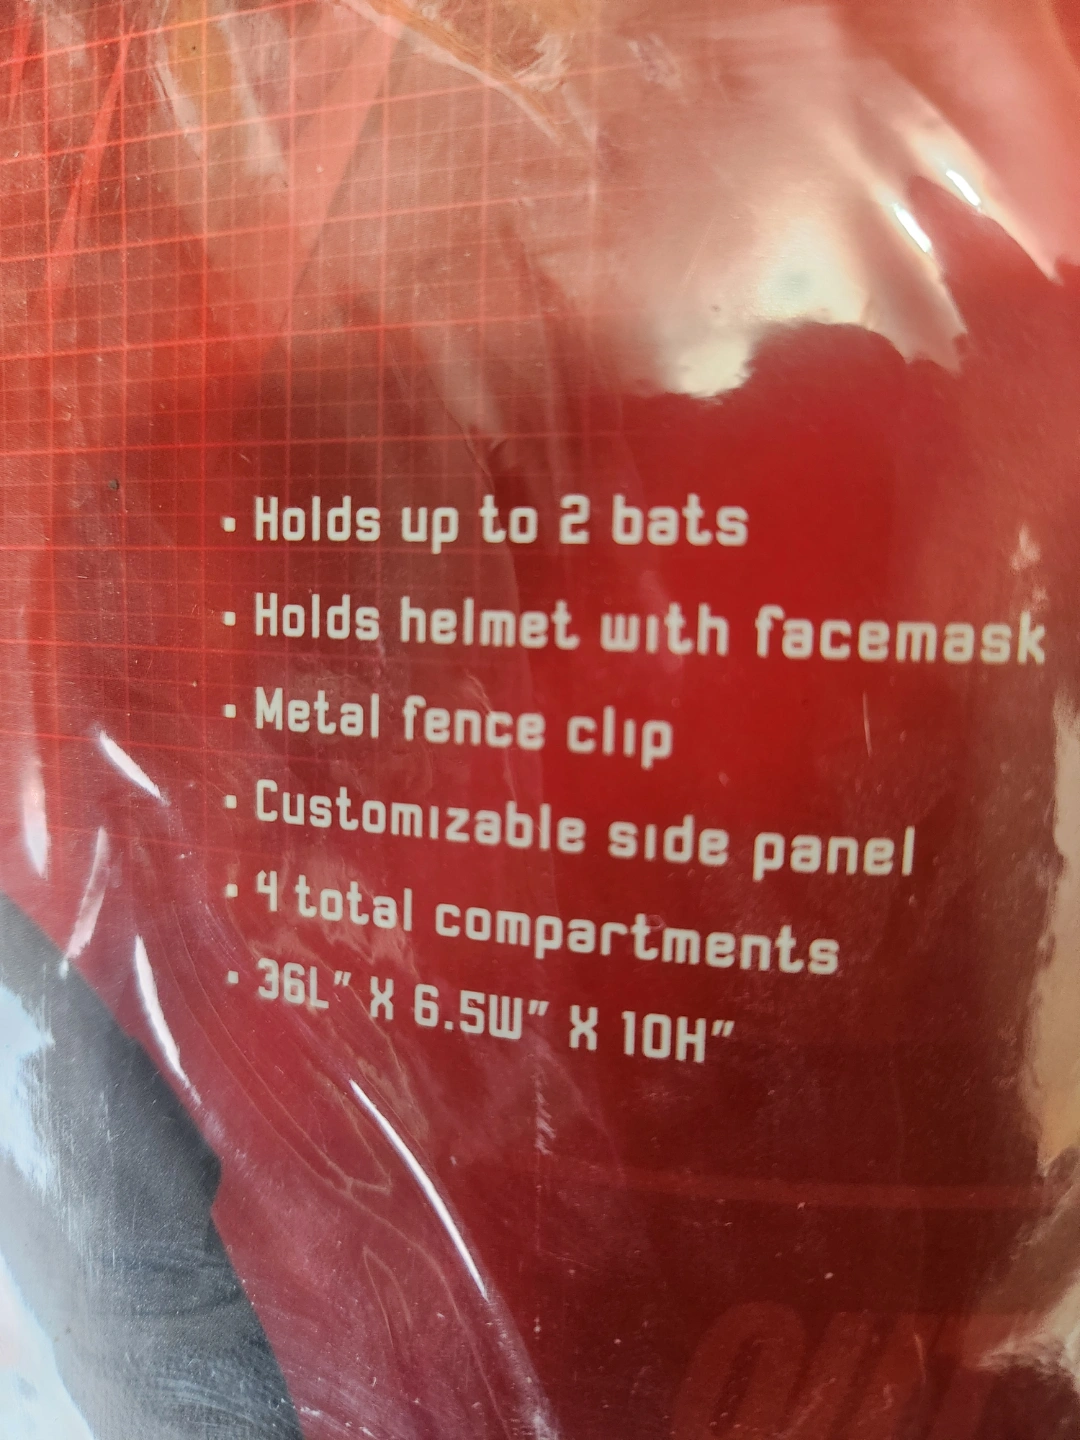 ▪ Holds up to 2 bats
▪ Holds helmet with facemask
▪ Metal fence clip
▪ Customizable side panel
▪ 4 total compartments
▪ 36L" X 6.5W" X 10H"